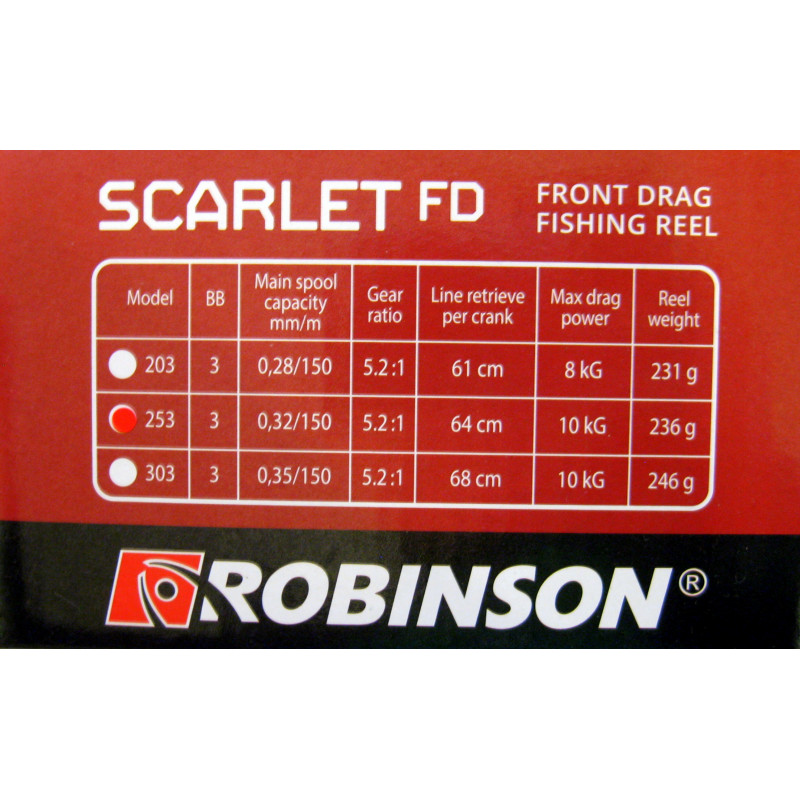 SCARLET FD
FRONT DRAG
FISHING REEL
Model BB Main spool capacity mm/m Gear ratio Line retrieve per crank Max drag power Reel weight
203 3 0,28/150 5.2:1 61 cm 8 kG 231 g
253 3 0,32/150 5.2:1 64 cm 10 kG 236 g
303 3 0,35/150 5.2:1 68 cm 10 kG 246 g
ROBINSON®